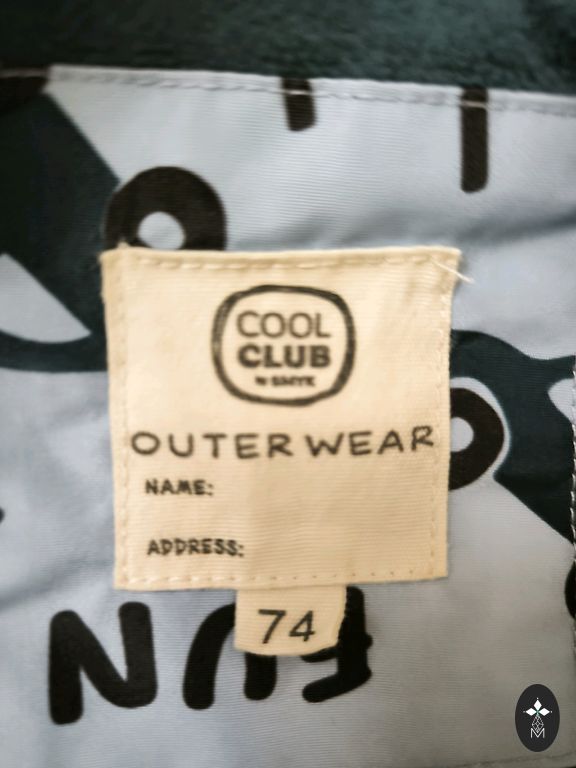 COOL
CLUB
BY SMYK
OUTERWEAR
NAME:
ADDRESS:
74
FUN
M